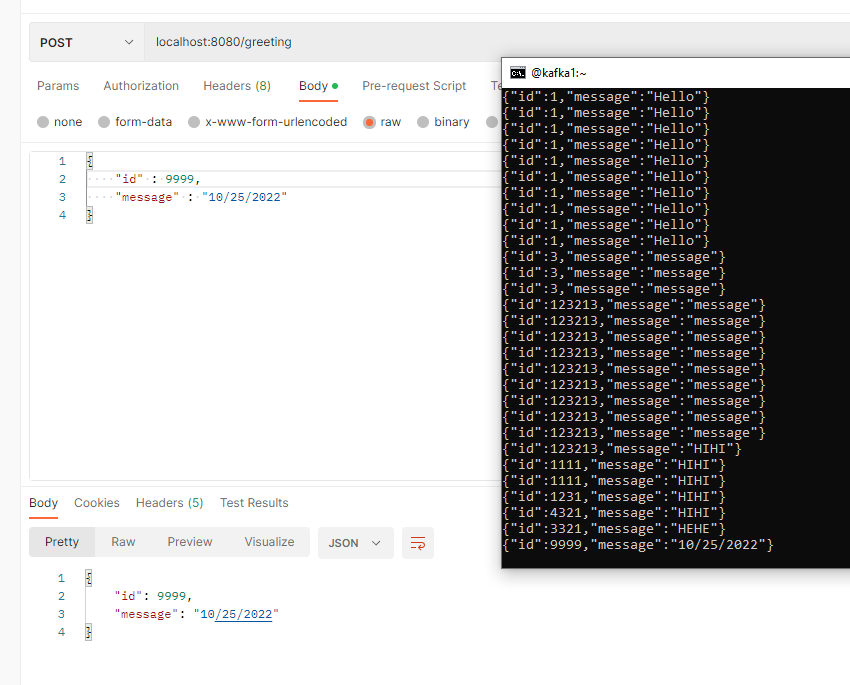 POST localhost:8080/greeting
Params Authorization Headers (8) Body Pre-request Script
none form-data x-www-form-urlencoded raw binary
1 {
2 "id" : 9999,
3 "message" : "10/25/2022"
4 }
Body Cookies Headers (5) Test Results
Pretty Raw Preview Visualize JSON
1 {
2 "id": 9999,
3 "message": "10/25/2022"
4 }
@kafka1:~
{"id":1,"message":"Hello"}
{"id":1,"message":"Hello"}
{"id":1,"message":"Hello"}
{"id":1,"message":"Hello"}
{"id":1,"message":"Hello"}
{"id":1,"message":"Hello"}
{"id":1,"message":"Hello"}
{"id":1,"message":"Hello"}
{"id":1,"message":"Hello"}
{"id":1,"message":"Hello"}
{"id":3,"message":"message"}
{"id":3,"message":"message"}
{"id":3,"message":"message"}
{"id":123213,"message":"message"}
{"id":123213,"message":"message"}
{"id":123213,"message":"message"}
{"id":123213,"message":"message"}
{"id":123213,"message":"message"}
{"id":123213,"message":"message"}
{"id":123213,"message":"message"}
{"id":123213,"message":"message"}
{"id":123213,"message":"message"}
{"id":123213,"message":"HIHI"}
{"id":1111,"message":"HIHI"}
{"id":1111,"message":"HIHI"}
{"id":1231,"message":"HIHI"}
{"id":4321,"message":"HIHI"}
{"id":3321,"message":"HEHE"}
{"id":9999,"message":"10/25/2022"}